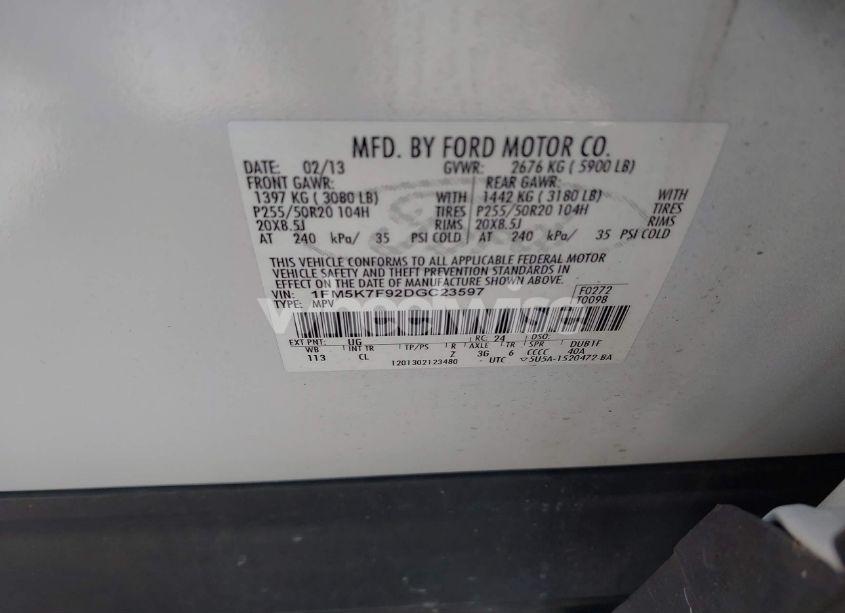 MFD. BY FORD MOTOR CO.
DATE: 02/13 GVWR: 2676 KG ( 5900 LB)
FRONT GAWR: REAR GAWR:
1397 KG ( 3080 LB) WITH 1442 KG ( 3180 LB) WITH
P255/50R20 104H TIRES P255/50R20 104H TIRES
20X8.5J RIMS 20X8.5J RIMS
AT 240 kPa/ 35 PSI COLD AT 240 kPa/ 35 PSI COLD
THIS VEHICLE CONFORMS TO ALL APPLICABLE FEDERAL MOTOR
VEHICLE SAFETY AND THEFT PREVENTION STANDARDS IN
EFFECT ON THE DATE OF MANUFACTURE SHOWN ABOVE.
VIN: 1FM5K7F92DGC23597 F0272
TYPE: MPV T0098
EXT PNT: UG RC: 24 DSO:
WB INT TR TP/PS R AXLE TR SPR DUB1F
113 CL Z 3G 6 CCCC 40A
1201302123480 UTC 5U5A-1520472-BA